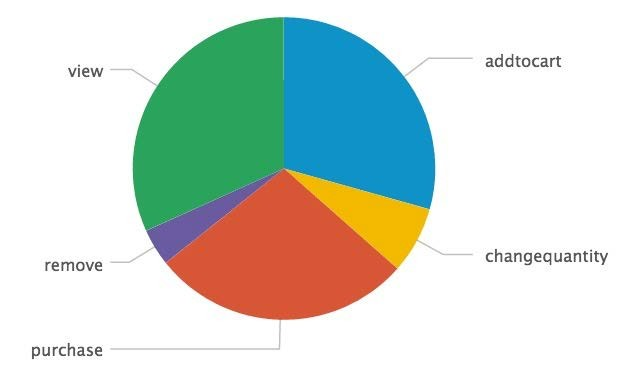 addtocart
view
changequantity
remove
purchase